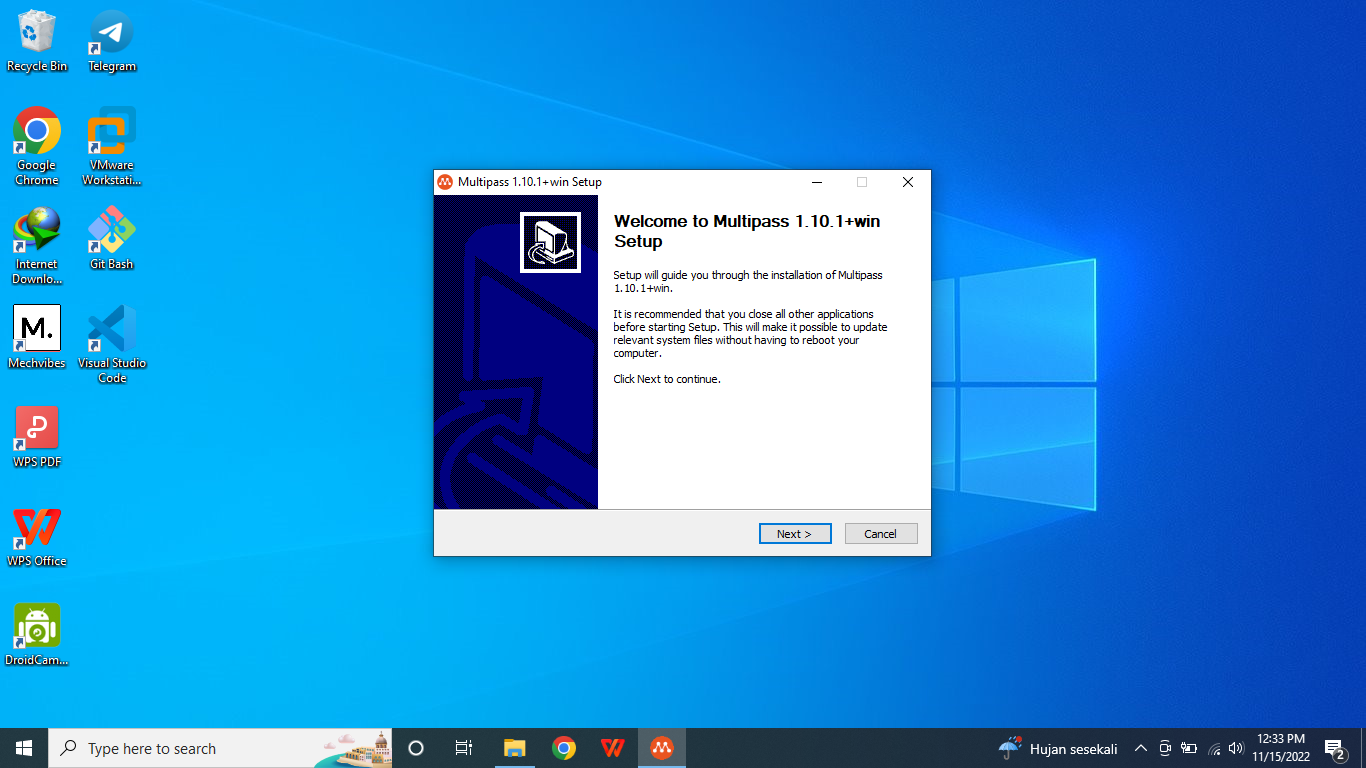 Recycle Bin
Telegram
Google
Chrome
VMware
Workstati...
Internet
Downlo...
Git Bash
M.
Mechvibes
Visual Studio
Code
WPS PDF
WPS Office
DroidCam...
Multipass 1.10.1+win Setup
Welcome to Multipass 1.10.1+win
Setup
Setup will guide you through the installation of Multipass
1.10.1+win.
It is recommended that you close all other applications
before starting Setup. This will make it possible to update
relevant system files without having to reboot your
computer.
Click Next to continue.
Next >
Cancel
Type here to search
Hujan sesekali
12:33 PM
11/15/2022
2